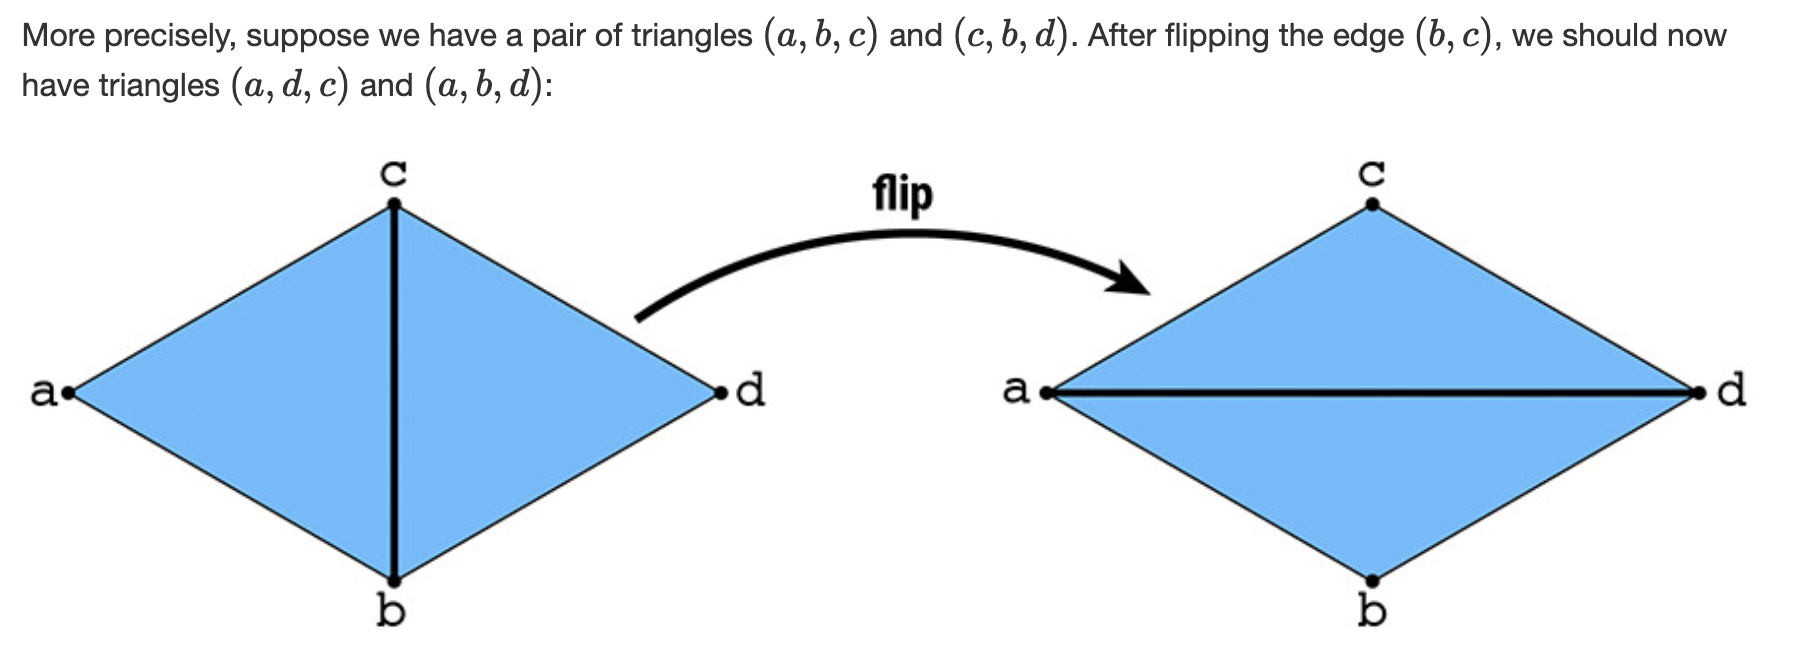 More precisely, suppose we have a pair of triangles (a, b, c) and (c, b, d). After flipping the edge (b, c), we should now
have triangles (a, d, c) and (a, b, d):
c
flip
c
a
d
a
d
b
b